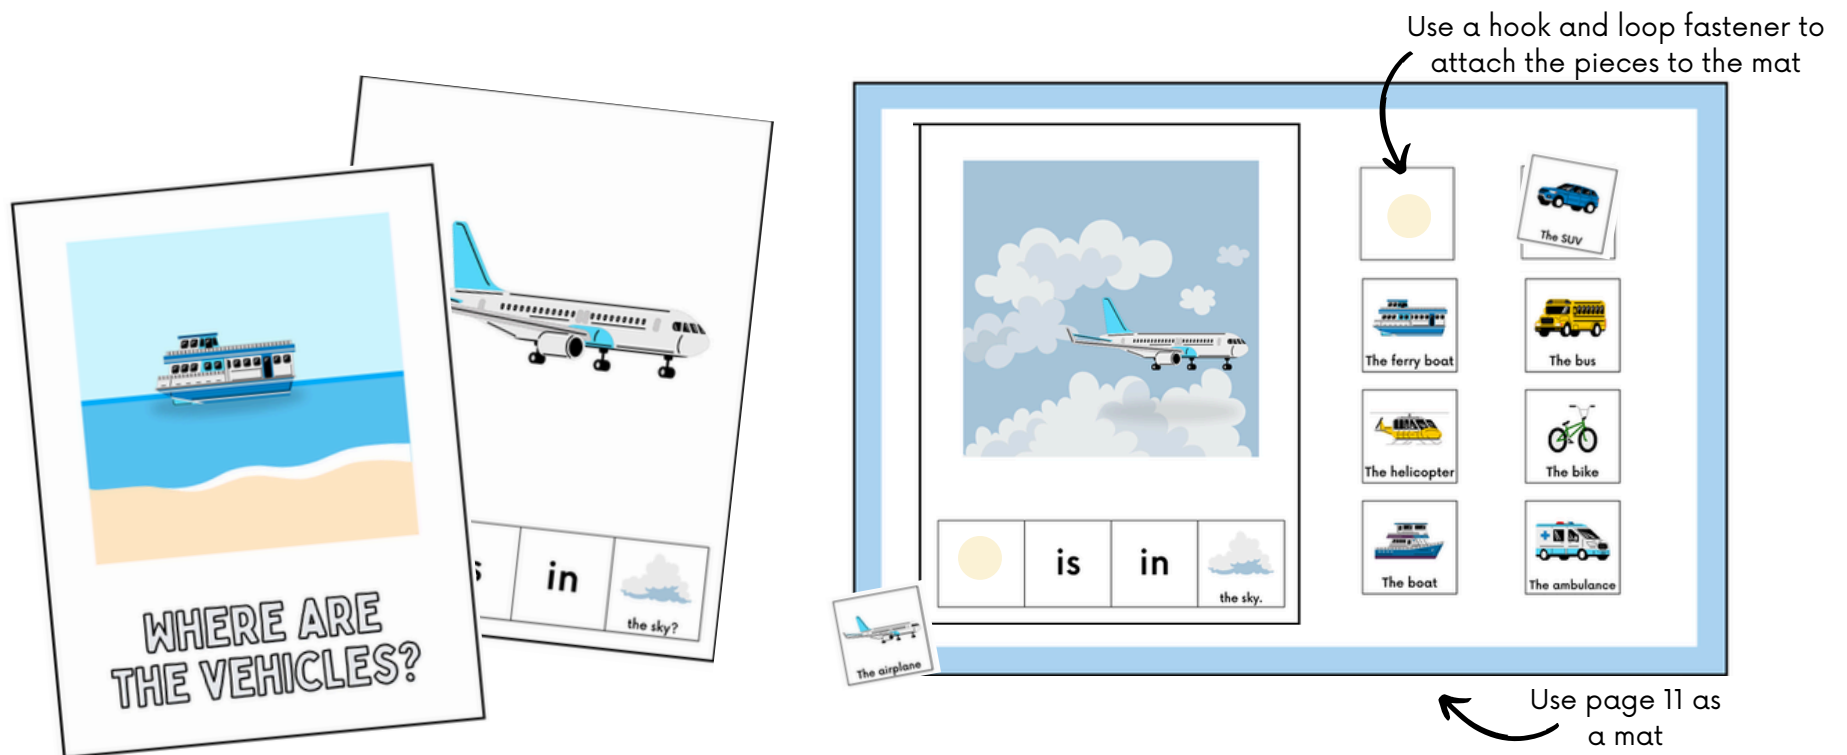 Use a hook and loop fastener to
attach the pieces to the mat
WHERE ARE
THE VEHICLES?
in
the sky?
is
in
the sky.
The airplane
The SUV
The ferry boat
The bus
The helicopter
The bike
The boat
The ambulance
Use page 11 as
a mat